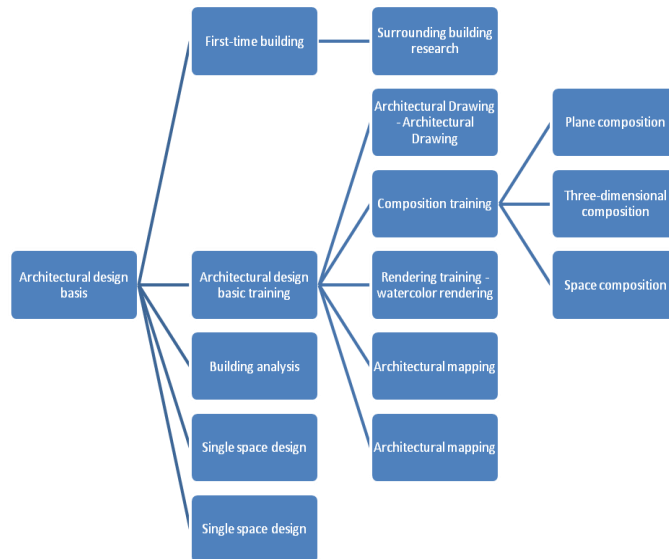 First-time building
Surrounding building
research
Architectural Drawing
- Architectural
Drawing
Plane composition
Composition training
Three-dimensional
composition
Architectural design
basis
Architectural design
basic training
Rendering training -
watercolor rendering
Space composition
Building analysis
Architectural mapping
Single space design
Architectural mapping
Single space design